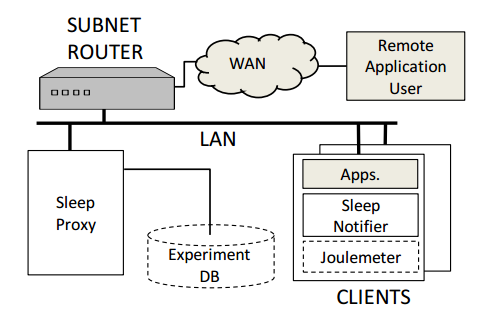 SUBNET
ROUTER
WAN
Remote
Application
User
LAN
Sleep
Proxy
Experiment
DB
Apps.
Sleep
Notifier
Joulemeter
CLIENTS